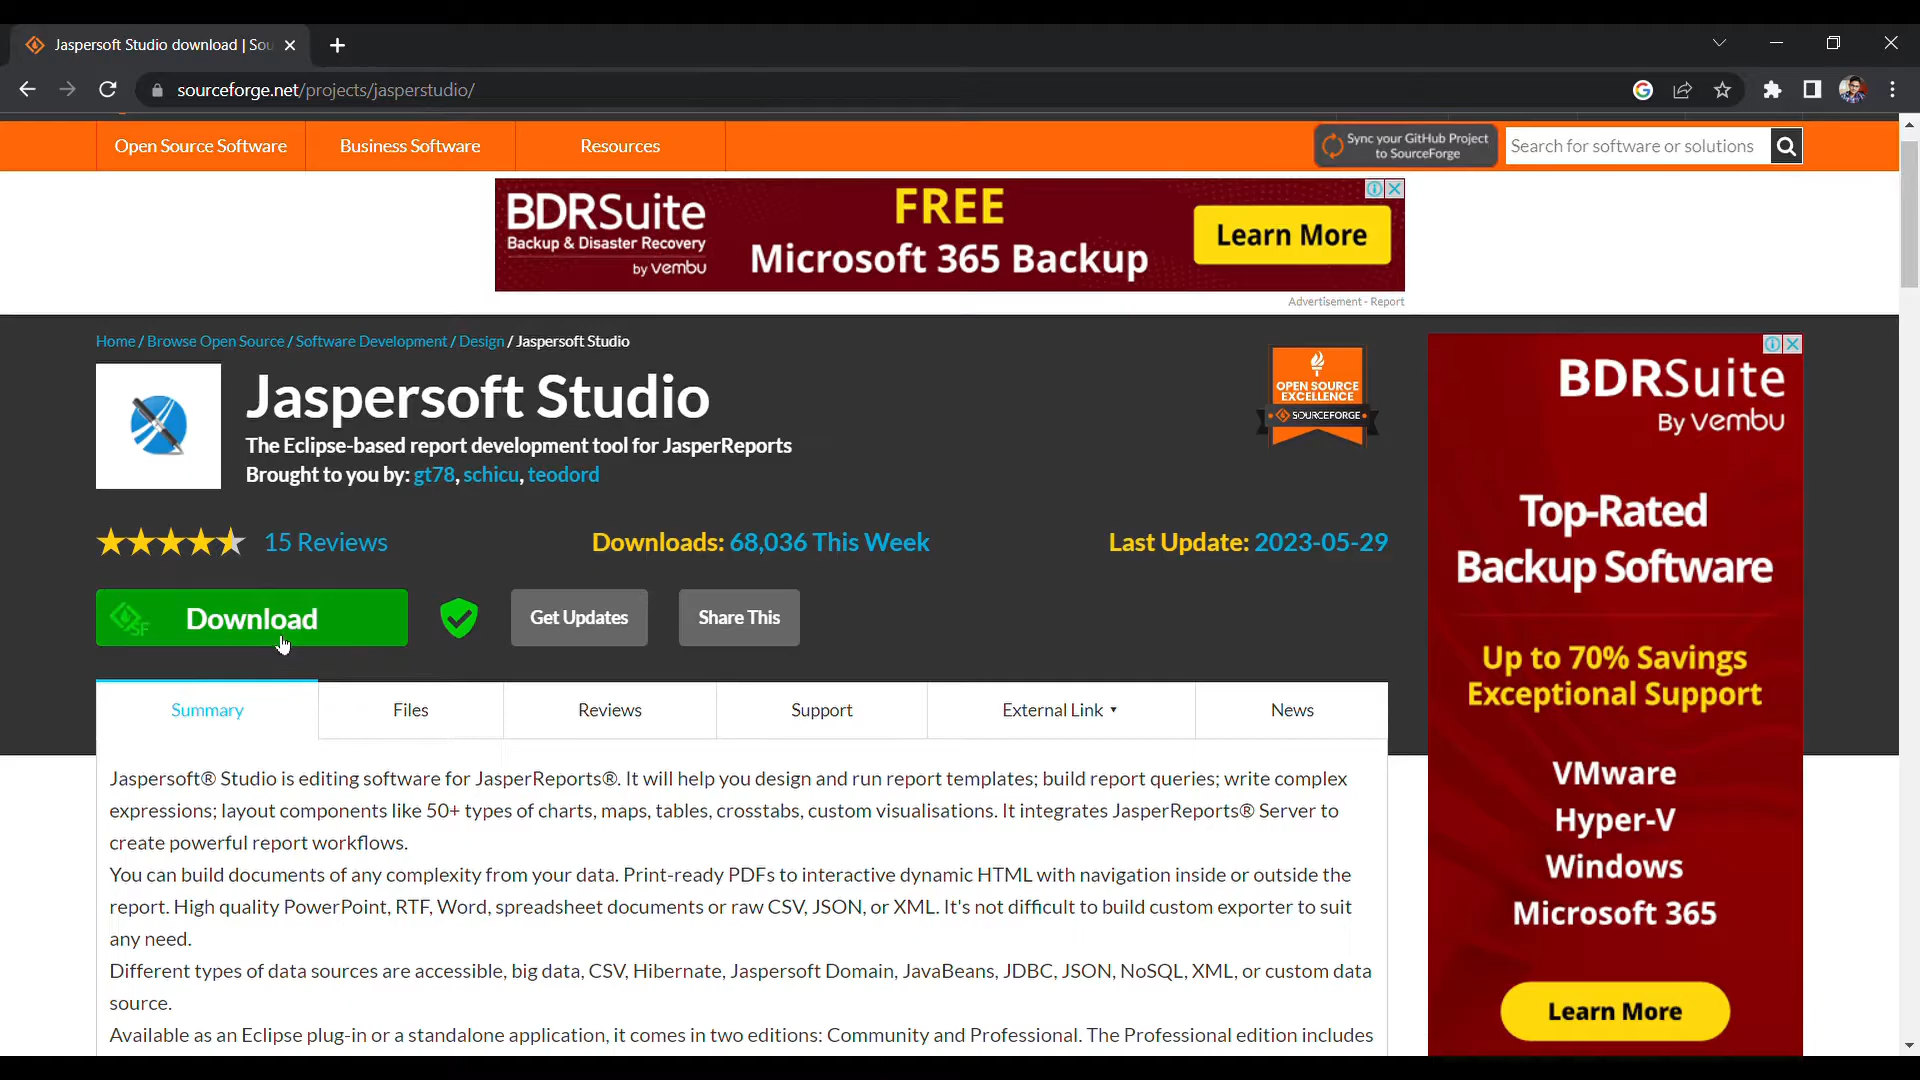 Jaspersoft Studio download | Sou
sourceforge.net/projects/jasperstudio/
Open Source Software
Business Software
Resources
Sync your GitHub Project
to SourceForge
Search for software or solutions
BDRSuite
Backup & Disaster Recovery
by vembu
FREE
Microsoft 365 Backup
Learn More
Advertisement - Report
Home / Browse Open Source / Software Development / Design / Jaspersoft Studio
Jaspersoft Studio
The Eclipse-based report development tool for JasperReports
Brought to you by: gt78, schicu, teodord
OPEN SOURCE
EXCELLENCE
SOURCEFORGE
15 Reviews
Downloads: 68,036 This Week
Last Update: 2023-05-29
SF
Download
Get Updates
Share This
Summary
Files
Reviews
Support
External Link
News
Jaspersoft® Studio is editing software for JasperReports®. It will help you design and run report templates; build report queries; write complex
expressions; layout components like 50+ types of charts, maps, tables, crosstabs, custom visualisations. It integrates JasperReports® Server to
create powerful report workflows.
You can build documents of any complexity from your data. Print-ready PDFs to interactive dynamic HTML with navigation inside or outside the
report. High quality PowerPoint, RTF, Word, spreadsheet documents or raw CSV, JSON, or XML. It's not difficult to build custom exporter to suit
any need.
Different types of data sources are accessible, big data, CSV, Hibernate, Jaspersoft Domain, JavaBeans, JDBC, JSON, NoSQL, XML, or custom data
source.
Available as an Eclipse plug-in or a standalone application, it comes in two editions: Community and Professional. The Professional edition includes
BDRSuite
By vembu
Top-Rated
Backup Software
Up to 70% Savings
Exceptional Support
VMware
Hyper-V
Windows
Microsoft 365
Learn More